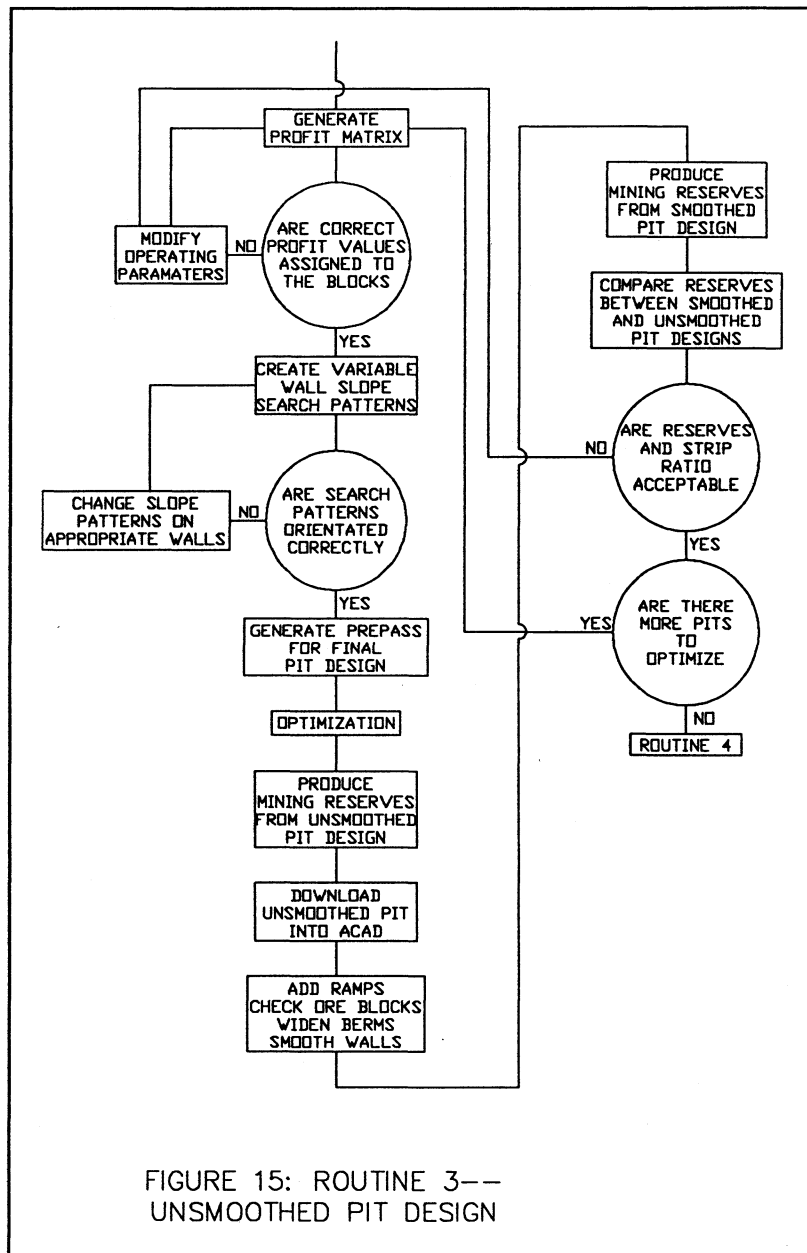 GENERATE
PROFIT MATRIX
ARE CORRECT
PROFIT VALUES
ASSIGNED TO
THE BLOCKS
NO
MODIFY
OPERATING
PARAMATERS
YES
CREATE VARIABLE
WALL SLOPE
SEARCH PATTERNS
ARE SEARCH
PATTERNS
ORIENTATED
CORRECTLY
NO
CHANGE SLOPE
PATTERNS ON
APPROPRIATE WALLS
YES
GENERATE PREPASS
FOR FINAL
PIT DESIGN
OPTIMIZATION
PRODUCE
MINING RESERVES
FROM UNSMOOTHED
PIT DESIGN
DOWNLOAD
UNSMOOTHED PIT
INTO ACAD
ADD RAMPS
CHECK ORE BLOCKS
WIDEN BERMS
SMOOTH WALLS
PRODUCE
MINING RESERVES
FROM SMOOTHED
PIT DESIGN
COMPARE RESERVES
BETWEEN SMOOTHED
AND UNSMOOTHED
PIT DESIGNS
ARE RESERVES
AND STRIP
RATIO
ACCEPTABLE
NO
YES
ARE THERE
MORE PITS
TO
OPTIMIZE
YES
NO
ROUTINE 4
FIGURE 15: ROUTINE 3--
UNSMOOTHED PIT DESIGN